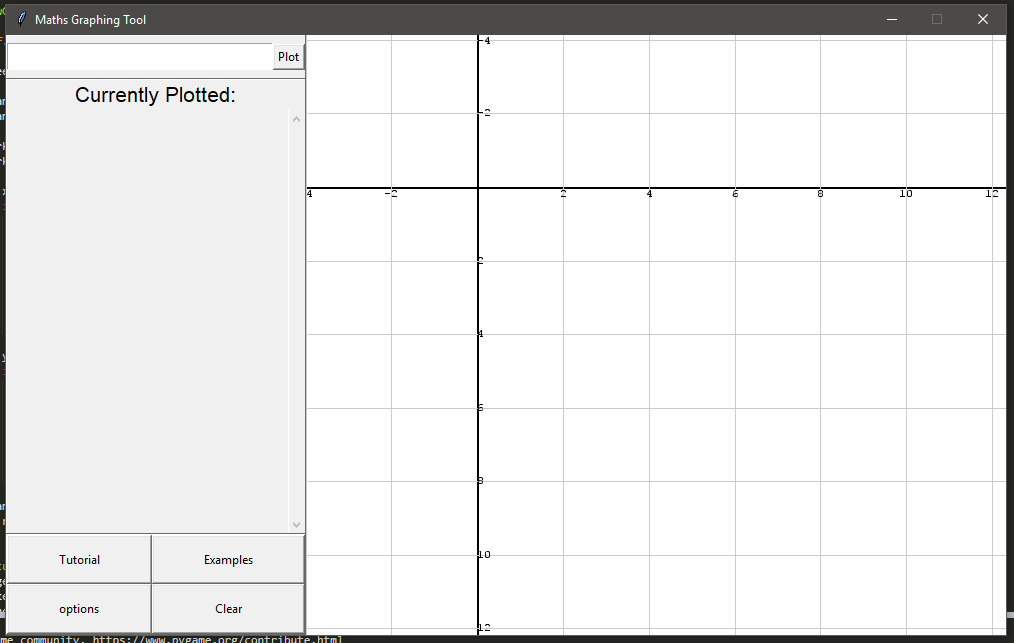 Maths Graphing Tool
Plot
Currently Plotted:
-4
-2
4 -2 2 4 6 8 10 12
2
4
6
8
10
12
Tutorial Examples
options Clear
me community. https://www.pygame.org/contribute.html